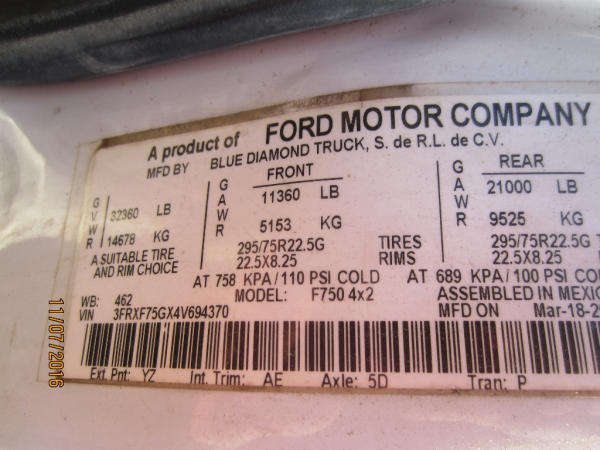 A product of FORD MOTOR COMPANY
MFD BY BLUE DIAMOND TRUCK, S. de R.L. de C.V.
GVWR 32360 LB
14678 KG
FRONT
GAWR 11360 LB
5153 KG
REAR
GAWR 21000 LB
9525 KG
A SUITABLE TIRE
AND RIM CHOICE
295/75R22.5G TIRES 295/75R22.5G
22.5X8.25 RIMS 22.5X8.25
AT 758 KPA/110 PSI COLD AT 689 KPA/100 PSI COLD
WB: 462 MODEL: F750 4x2 ASSEMBLED IN MEXICO
VIN 3FRXF75GX4V694370 MFD ON Mar-18-2
Ext. Pnt: YZ Int. Trim: AE Axle: 5D Tran: P
11/07/2016